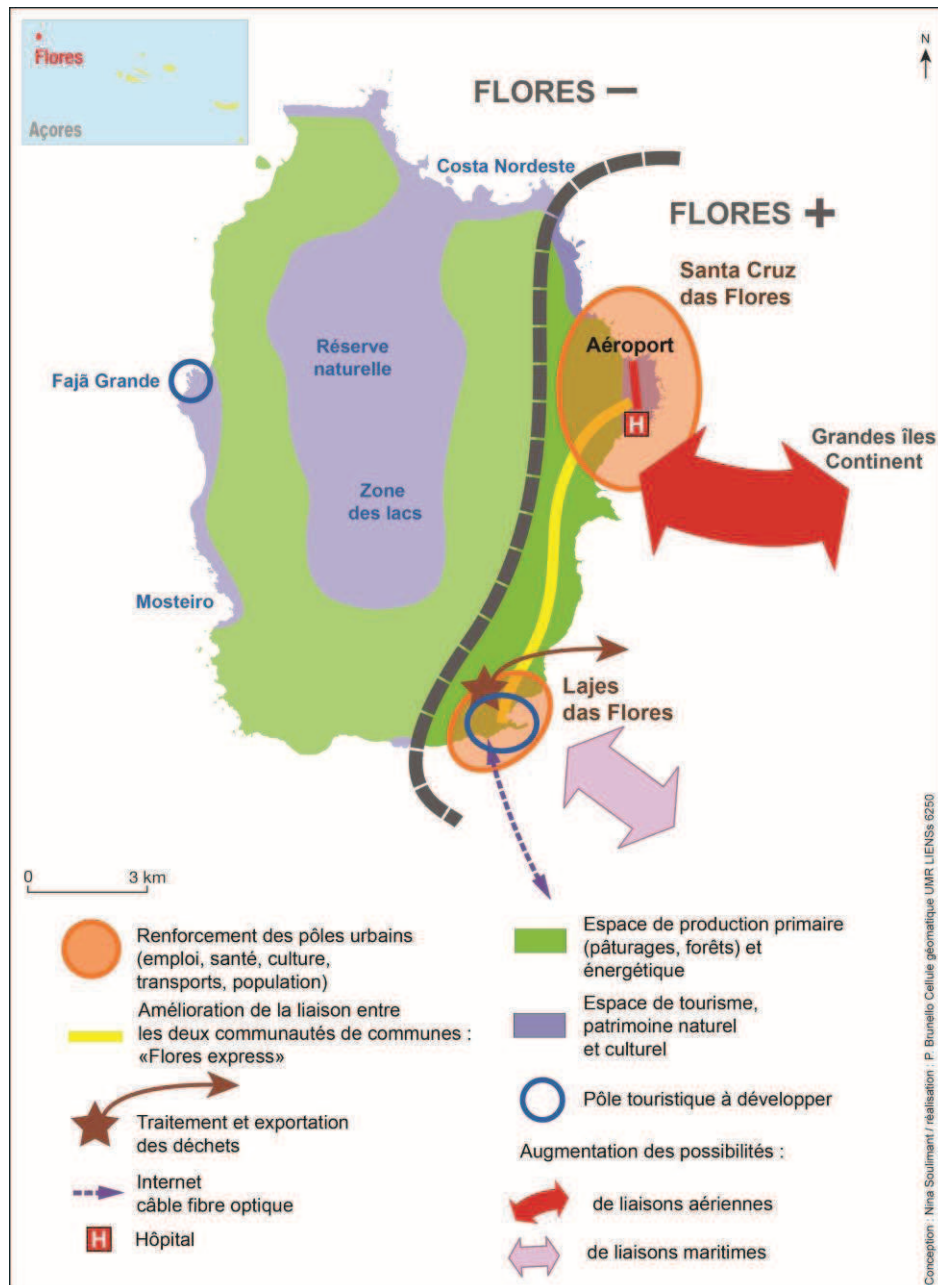 Flores
Açores
N
FLORES −
Costa Nordeste
FLORES +
Santa Cruz
das Flores
Aéroport
Réserve
naturelle
Fajã Grande
H
Grandes îles
Continent
Zone
des lacs
Mosteiro
Lajes
das Flores
0 3 km
Renforcement des pôles urbains
(emploi, santé, culture,
transports, population)
Amélioration de la liaison entre
les deux communautés de communes :
«Flores express»
Traitement et exportation
des déchets
Internet
câble fibre optique
H Hôpital
Espace de production primaire
(pâturages, forêts) et
énergétique
Espace de tourisme,
patrimoine naturel
et culturel
Pôle touristique à développer
Augmentation des possibilités :
de liaisons aériennes
de liaisons maritimes
Conception : Nina Soulimant / réalisation : P. Brunello Cellule géomatique UMR LIENSs 6250